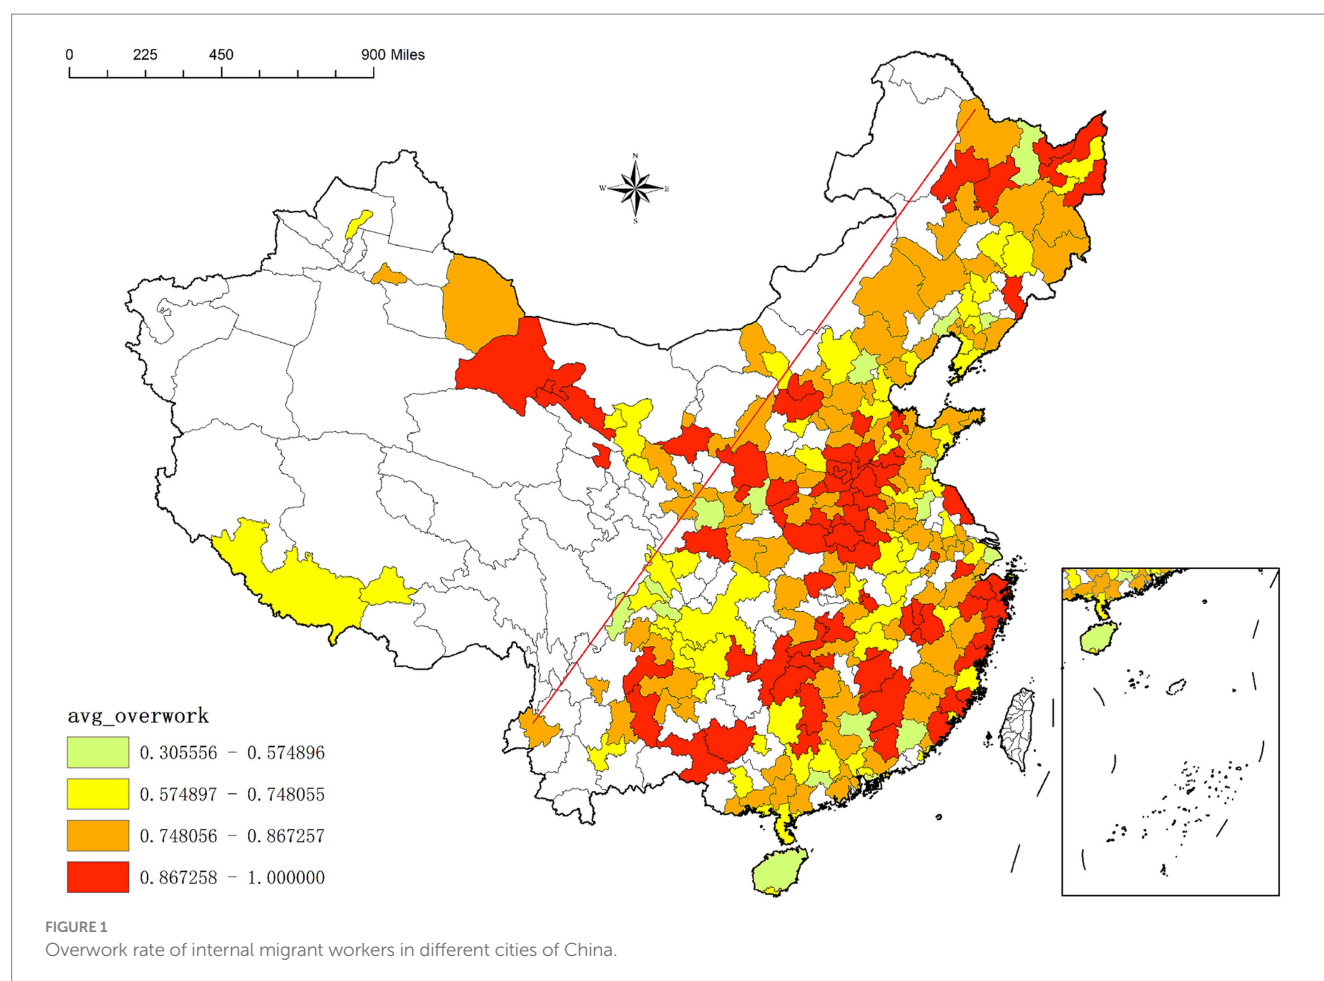 0 225 450 900 Miles
N
W E
S
avg_overwork
0.305556 - 0.574896
0.574897 - 0.748055
0.748056 - 0.867257
0.867258 - 1.000000
FIGURE 1
Overwork rate of internal migrant workers in different cities of China.